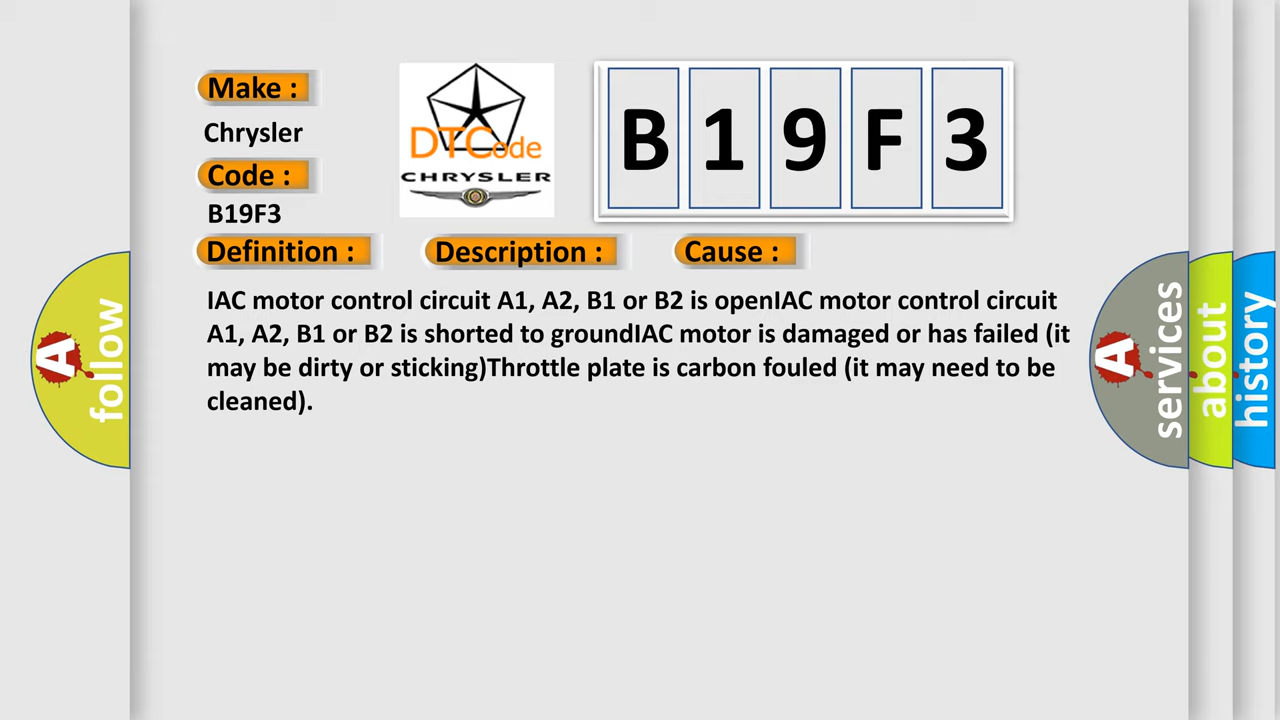 Make :
Chrysler
Code :
B19F3
DTCode
CHRYSLER
B 1 9 F 3
Definition :
Description :
Cause :
IAC motor control circuit A1, A2, B1 or B2 is openIAC motor control circuit
A1, A2, B1 or B2 is shorted to groundIAC motor is damaged or has failed (it
may be dirty or sticking)Throttle plate is carbon fouled (it may need to be
cleaned).
A
follow
A
services
about
history